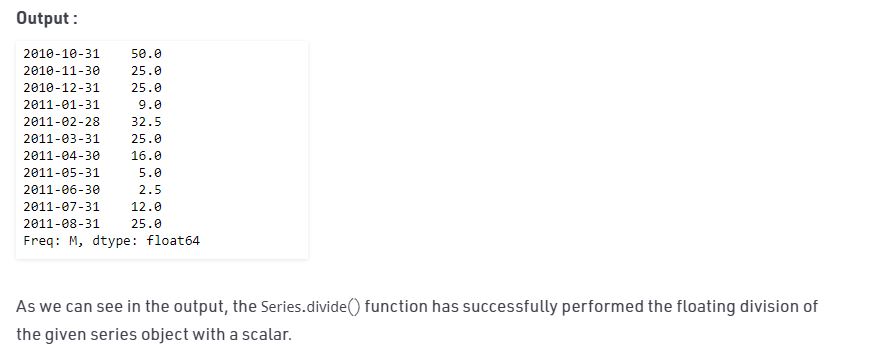 Output :
2010-10-31    50.0
2010-11-30    25.0
2010-12-31    25.0
2011-01-31     9.0
2011-02-28    32.5
2011-03-31    25.0
2011-04-30    16.0
2011-05-31     5.0
2011-06-30     2.5
2011-07-31    12.0
2011-08-31    25.0
Freq: M, dtype: float64
As we can see in the output, the Series.divide() function has successfully performed the floating division of
the given series object with a scalar.